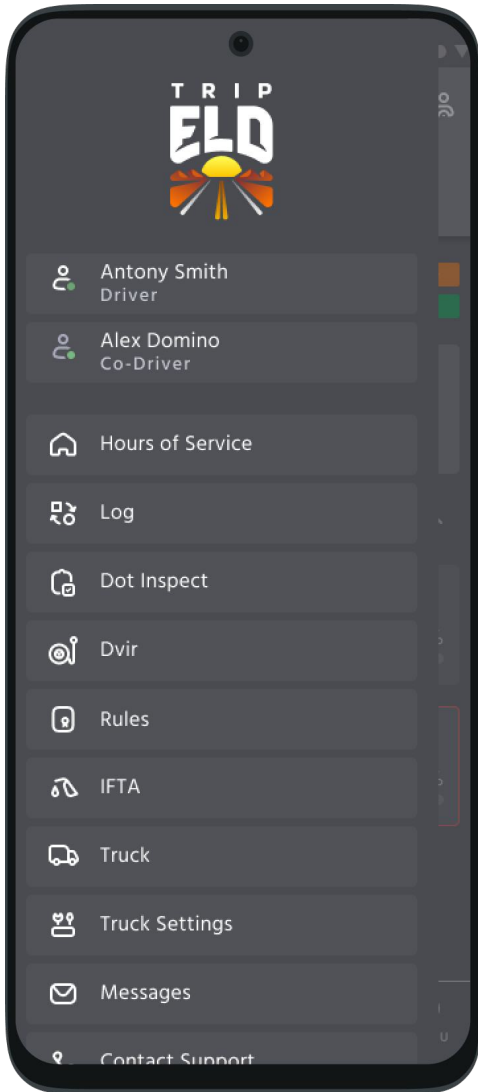 TRIP
ELD
Antony Smith
Driver
Alex Domino
Co-Driver
Hours of Service
Log
Dot Inspect
Dvir
Rules
IFTA
Truck
Truck Settings
Messages
Contact Support
U